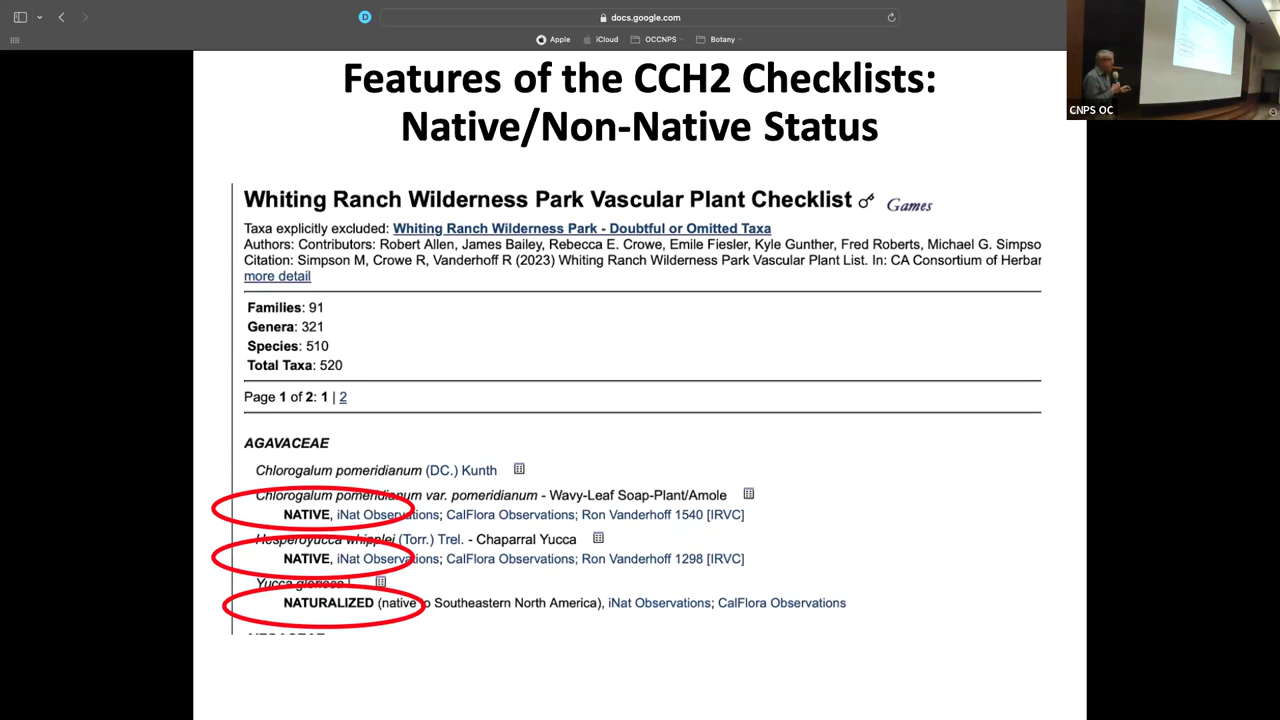 docs.google.com
Apple iCloud OCCNPS Botany
CNPS OC
Features of the CCH2 Checklists:
Native/Non-Native Status
Whiting Ranch Wilderness Park Vascular Plant Checklist Games
Taxa explicitly excluded: Whiting Ranch Wilderness Park - Doubtful or Omitted Taxa
Authors: Contributors: Robert Allen, James Bailey, Rebecca E. Crowe, Emile Fiesler, Kyle Gunther, Fred Roberts, Michael G. Simpso
Citation: Simpson M, Crowe R, Vanderhoff R (2023) Whiting Ranch Wilderness Park Vascular Plant List. In: CA Consortium of Herbar
more detail
Families: 91
Genera: 321
Species: 510
Total Taxa: 520
Page 1 of 2: 1 | 2
AGAVACEAE
Chlorogalum pomeridianum (DC.) Kunth
Chlorogalum pomeridianum var. pomeridianum - Wavy-Leaf Soap-Plant/Amole
NATIVE, iNat Observations; CalFlora Observations; Ron Vanderhoff 1540 [IRVC]
Hesperoyucca whipplei (Torr.) Trel. - Chaparral Yucca
NATIVE, iNat Observations; CalFlora Observations; Ron Vanderhoff 1298 [IRVC]
Yucca gloriosa L.
NATURALIZED (native to Southeastern North America), iNat Observations; CalFlora Observations